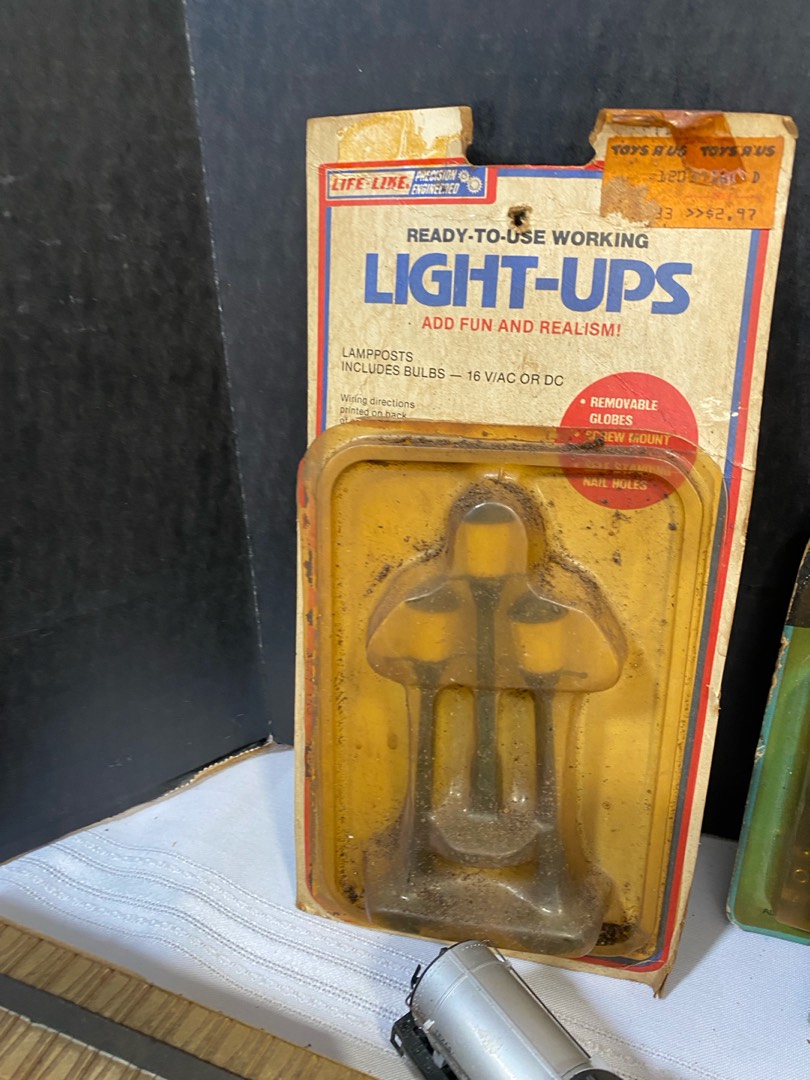 TOYS R US TOYS R US
>>$2.97
LIFE-LIKE PRECISION
ENGINEERED
READY-TO-USE WORKING
LIGHT-UPS
ADD FUN AND REALISM!
LAMPPOSTS
INCLUDES BULBS — 16 V/AC OR DC
Wiring directions
printed on back
• REMOVABLE
GLOBES
• SCREW MOUNT
NAIL HOLES